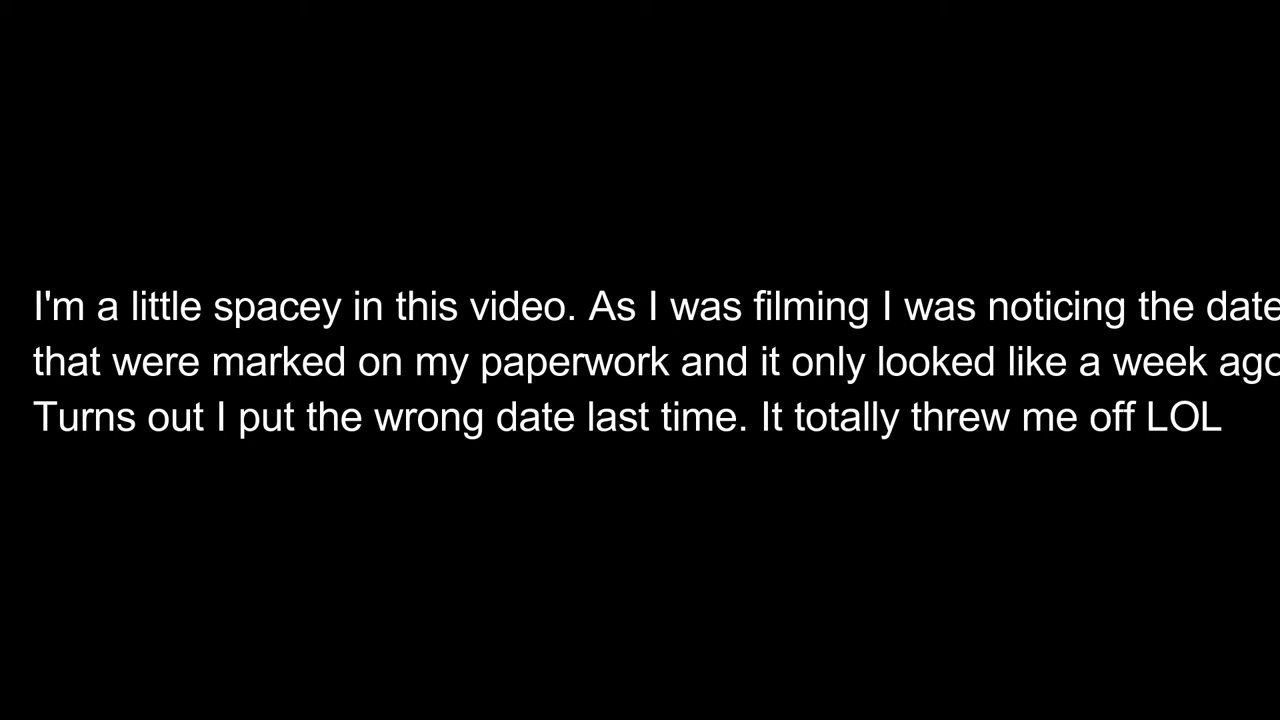 I'm a little spacey in this video. As I was filming I was noticing the date
that were marked on my paperwork and it only looked like a week ago
Turns out I put the wrong date last time. It totally threw me off LOL